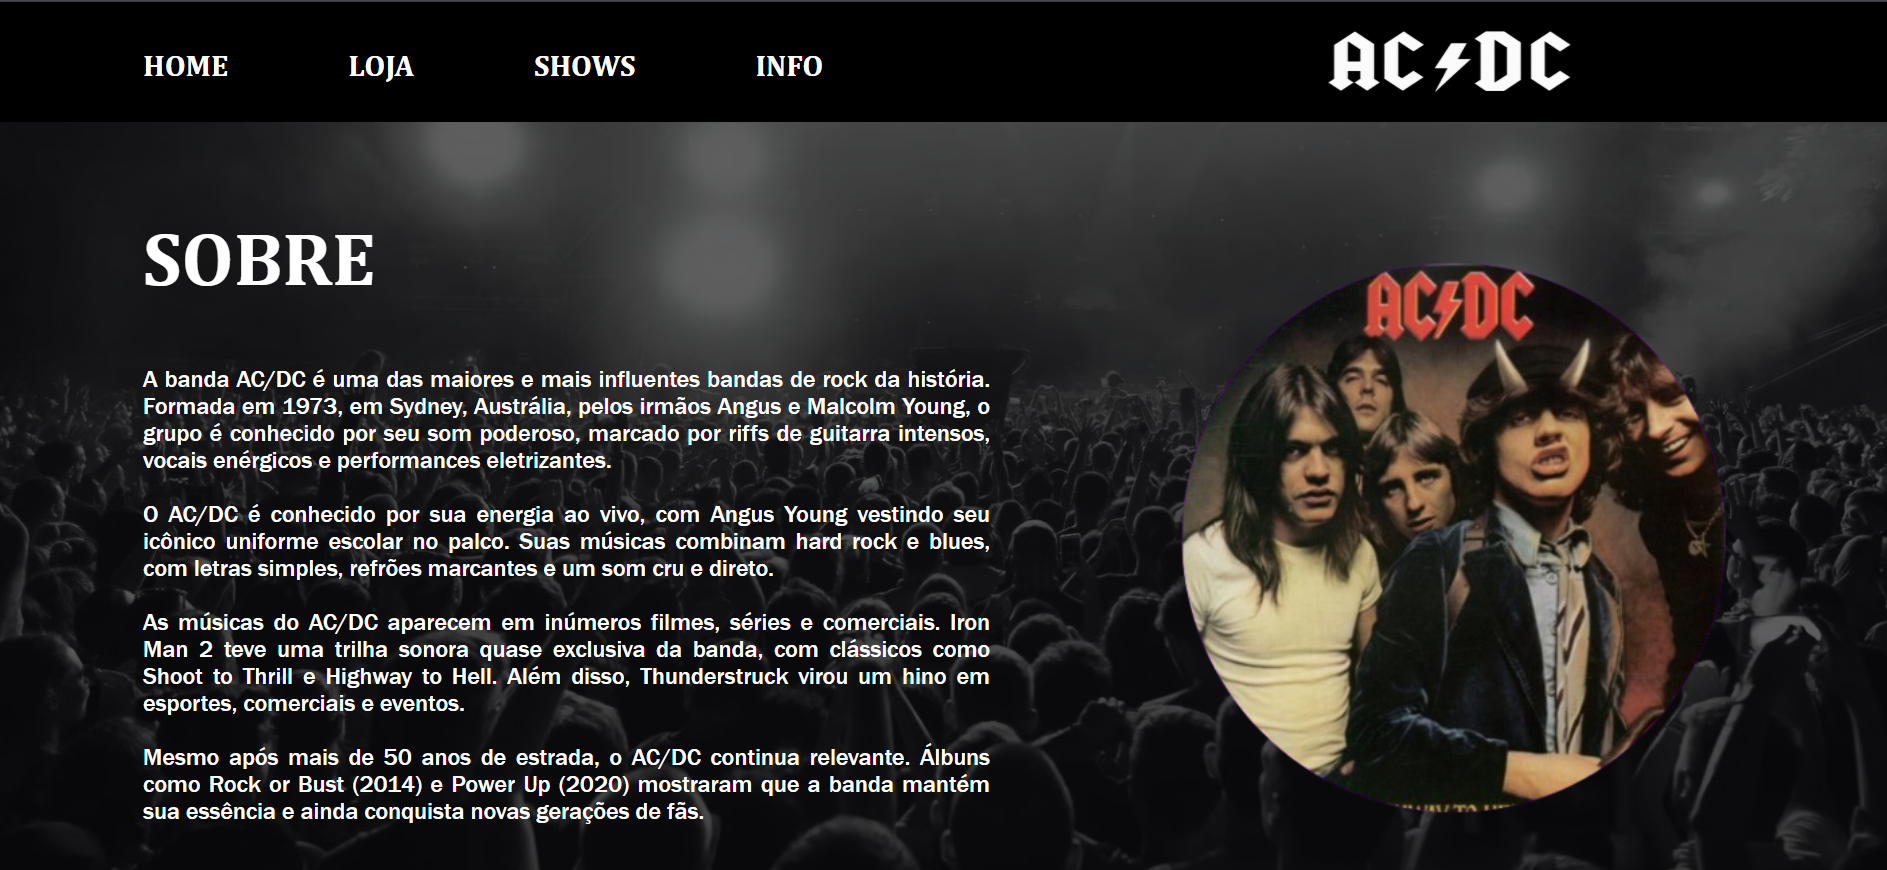 HOME LOJA SHOWS INFO AC⚡DC
SOBRE
AC⚡DC
A banda AC/DC é uma das maiores e mais influentes bandas de rock da história.
Formada em 1973, em Sydney, Austrália, pelos irmãos Angus e Malcolm Young, o
grupo é conhecido por seu som poderoso, marcado por riffs de guitarra intensos,
vocais enérgicos e performances eletrizantes.
O AC/DC é conhecido por sua energia ao vivo, com Angus Young vestindo seu
icônico uniforme escolar no palco. Suas músicas combinam hard rock e blues,
com letras simples, refrões marcantes e um som cru e direto.
As músicas do AC/DC aparecem em inúmeros filmes, séries e comerciais. Iron
Man 2 teve uma trilha sonora quase exclusiva da banda, com clássicos como
Shoot to Thrill e Highway to Hell. Além disso, Thunderstruck virou um hino em
esportes, comerciais e eventos.
Mesmo após mais de 50 anos de estrada, o AC/DC continua relevante. Álbuns
como Rock or Bust (2014) e Power Up (2020) mostraram que a banda mantém
sua essência e ainda conquista novas gerações de fãs.